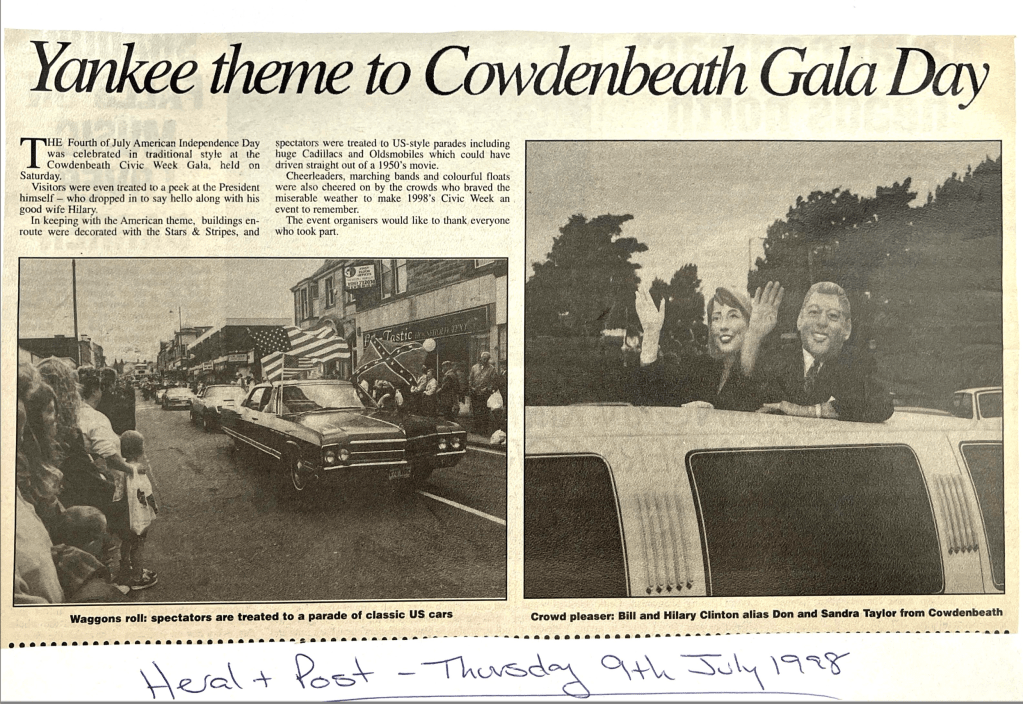 Yankee theme to Cowdenbeath Gala Day
THE Fourth of July American Independence Day
was celebrated in traditional style at the
Cowdenbeath Civic Week Gala, held on
Saturday.
Visitors were even treated to a peek at the President
himself – who dropped in to say hello along with his
good wife Hilary.
In keeping with the American theme, buildings en-
route were decorated with the Stars & Stripes, and
spectators were treated to US-style parades including
huge Cadillacs and Oldsmobiles which could have
driven straight out of a 1950's movie.
Cheerleaders, marching bands and colourful floats
were also cheered on by the crowds who braved the
miserable weather to make 1998's Civic Week an
event to remember.
The event organisers would like to thank everyone
who took part.
Tastic
Waggons roll: spectators are treated to a parade of classic US cars
Crowd pleaser: Bill and Hilary Clinton alias Don and Sandra Taylor from Cowdenbeath
Heral + Post – Thursday 9th July 1998